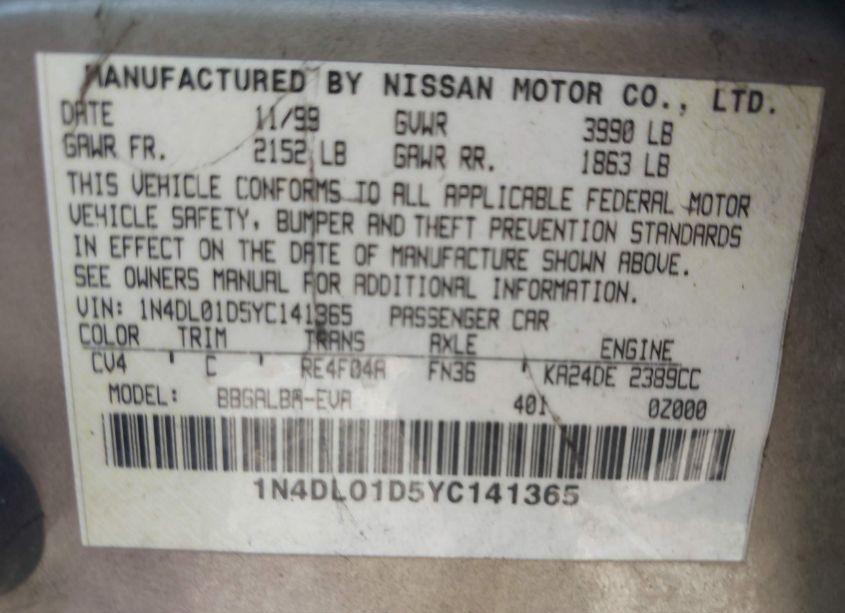 MANUFACTURED BY NISSAN MOTOR CO., LTD.
DATE 11/99 GVWR 3990 LB
GAWR FR. 2152 LB GAWR RR. 1863 LB
THIS VEHICLE CONFORMS TO ALL APPLICABLE FEDERAL MOTOR
VEHICLE SAFETY, BUMPER AND THEFT PREVENTION STANDARDS
IN EFFECT ON THE DATE OF MANUFACTURE SHOWN ABOVE.
SEE OWNERS MANUAL FOR ADDITIONAL INFORMATION.
VIN: 1N4DL01D5YC141365 PASSENGER CAR
COLOR TRIM TRANS AXLE ENGINE
CV4 ' C ' RE4F04A FN36 ' KA24DE 2389CC
MODEL: BBGALBA-EVA 401 0Z000
1N4DL01D5YC141365